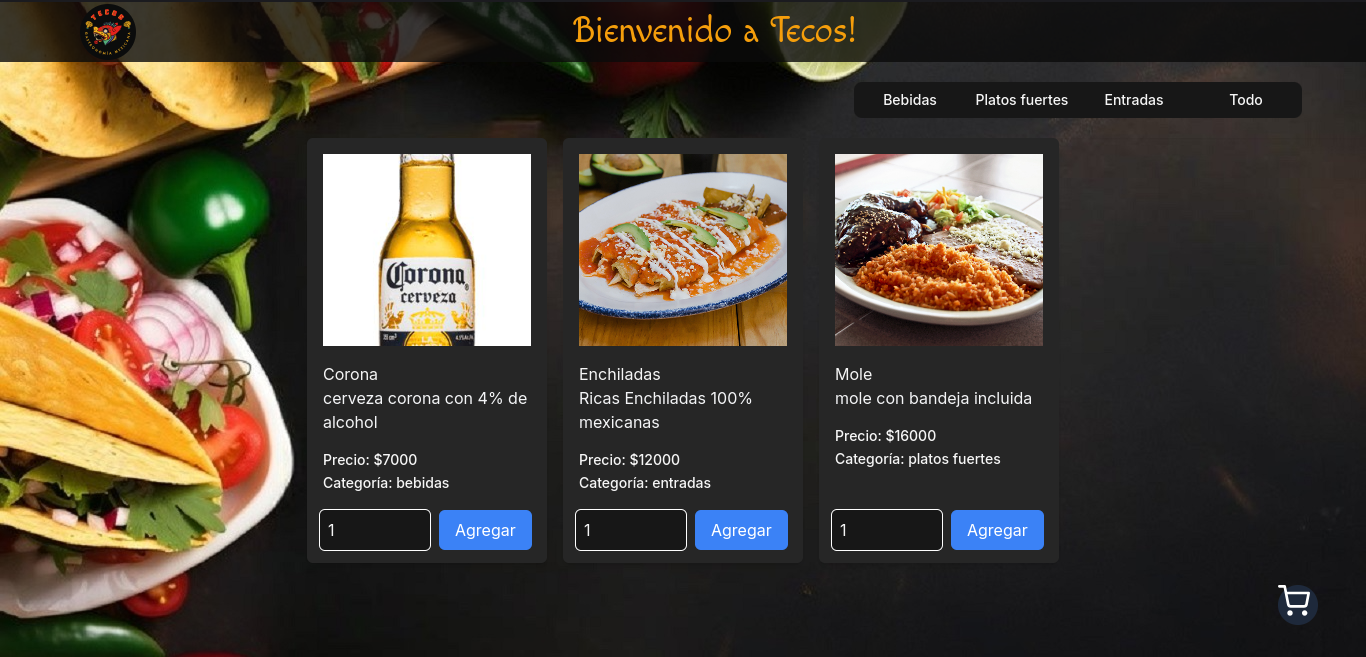 TECOS
GASTRONOMÍA MEXICANA
Bienvenido a Tecos!
Bebidas Platos fuertes Entradas Todo
Corona
cerveza
Corona
cerveza corona con 4% de
alcohol
Precio: $7000
Categoría: bebidas
1 Agregar
Enchiladas
Ricas Enchiladas 100%
mexicanas
Precio: $12000
Categoría: entradas
1 Agregar
Mole
mole con bandeja incluida
Precio: $16000
Categoría: platos fuertes
1 Agregar